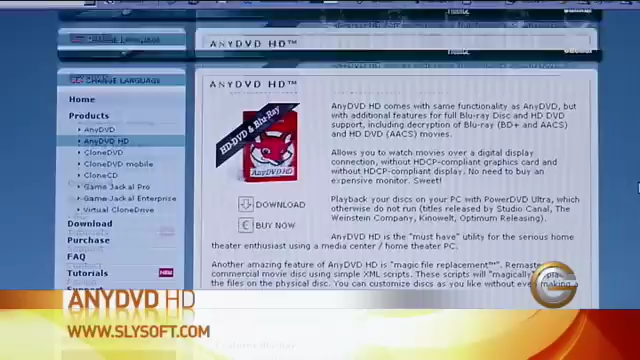 CHANGE LANGUAGE
ANYDVD HD™
CHANGE LANGUAGE
ANYDVD HD™
Home
Products
AnyDVD
AnyDVD HD
CloneDVD
CloneDVD mobile
CloneCD
Game Jackal Pro
Game Jackal Enterprise
Virtual CloneDrive
Download
Purchase
FAQ
Tutorials
NEW
Support
HD-DVD & Blu-Ray
AnyDVD HD
DOWNLOAD
BUY NOW
AnyDVD HD comes with same functionality as AnyDVD, but
with additional features for full Blu-ray Disc and HD DVD
support, including decryption of Blu-ray (BD+ and AACS)
and HD DVD (AACS) movies.
Allows you to watch movies over a digital display
connection, without HDCP-compliant graphics card and
without HDCP-compliant display. No need to buy an
expensive monitor. Sweet!
Playback your discs on your PC with PowerDVD Ultra, which
otherwise do not run (titles released by Studio Canal, The
Weinstein Company, Kinowelt, Optimum Releasing).
AnyDVD HD is the "must have" utility for the serious home
theater enthusiast using a media center / home theater PC.
Another amazing feature of AnyDVD HD is "magic file replacement™". Remaster
commercial movie disc using simple XML scripts. These scripts will "magically"
the files on the physical disc. You can customize discs as you like without even making a
ANYDVD HD
WWW.SLYSOFT.COM
G